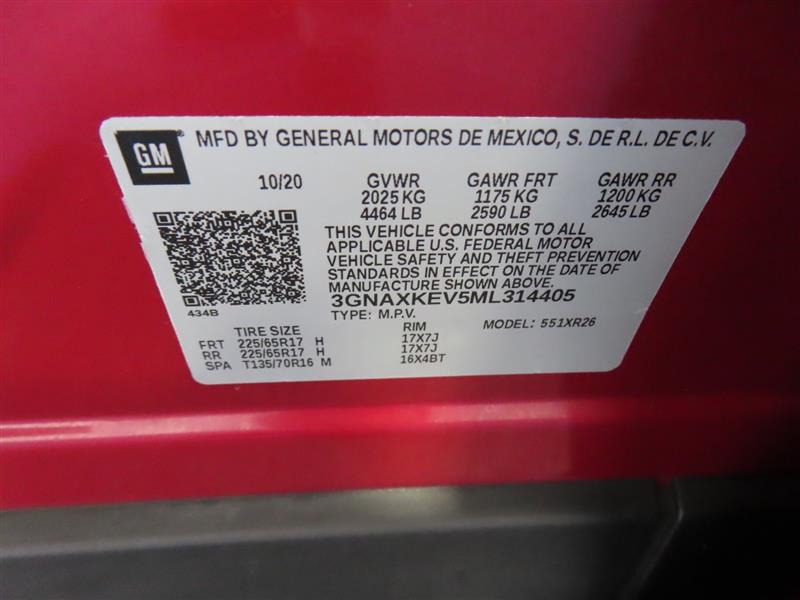 GM
MFD BY GENERAL MOTORS DE MEXICO, S. DE R.L. DE C.V.
10/20 GVWR GAWR FRT GAWR RR
2025 KG 1175 KG 1200 KG
4464 LB 2590 LB 2645 LB
THIS VEHICLE CONFORMS TO ALL
APPLICABLE U.S. FEDERAL MOTOR
VEHICLE SAFETY AND THEFT PREVENTION
STANDARDS IN EFFECT ON THE DATE OF
MANUFACTURE SHOWN ABOVE.
3GNAXKEV5ML314405
434B
TYPE: M.P.V. MODEL: 551XR26
TIRE SIZE RIM
FRT 225/65R17 H 17X7J
RR 225/65R17 H 17X7J
SPA T135/70R16 M 16X4BT